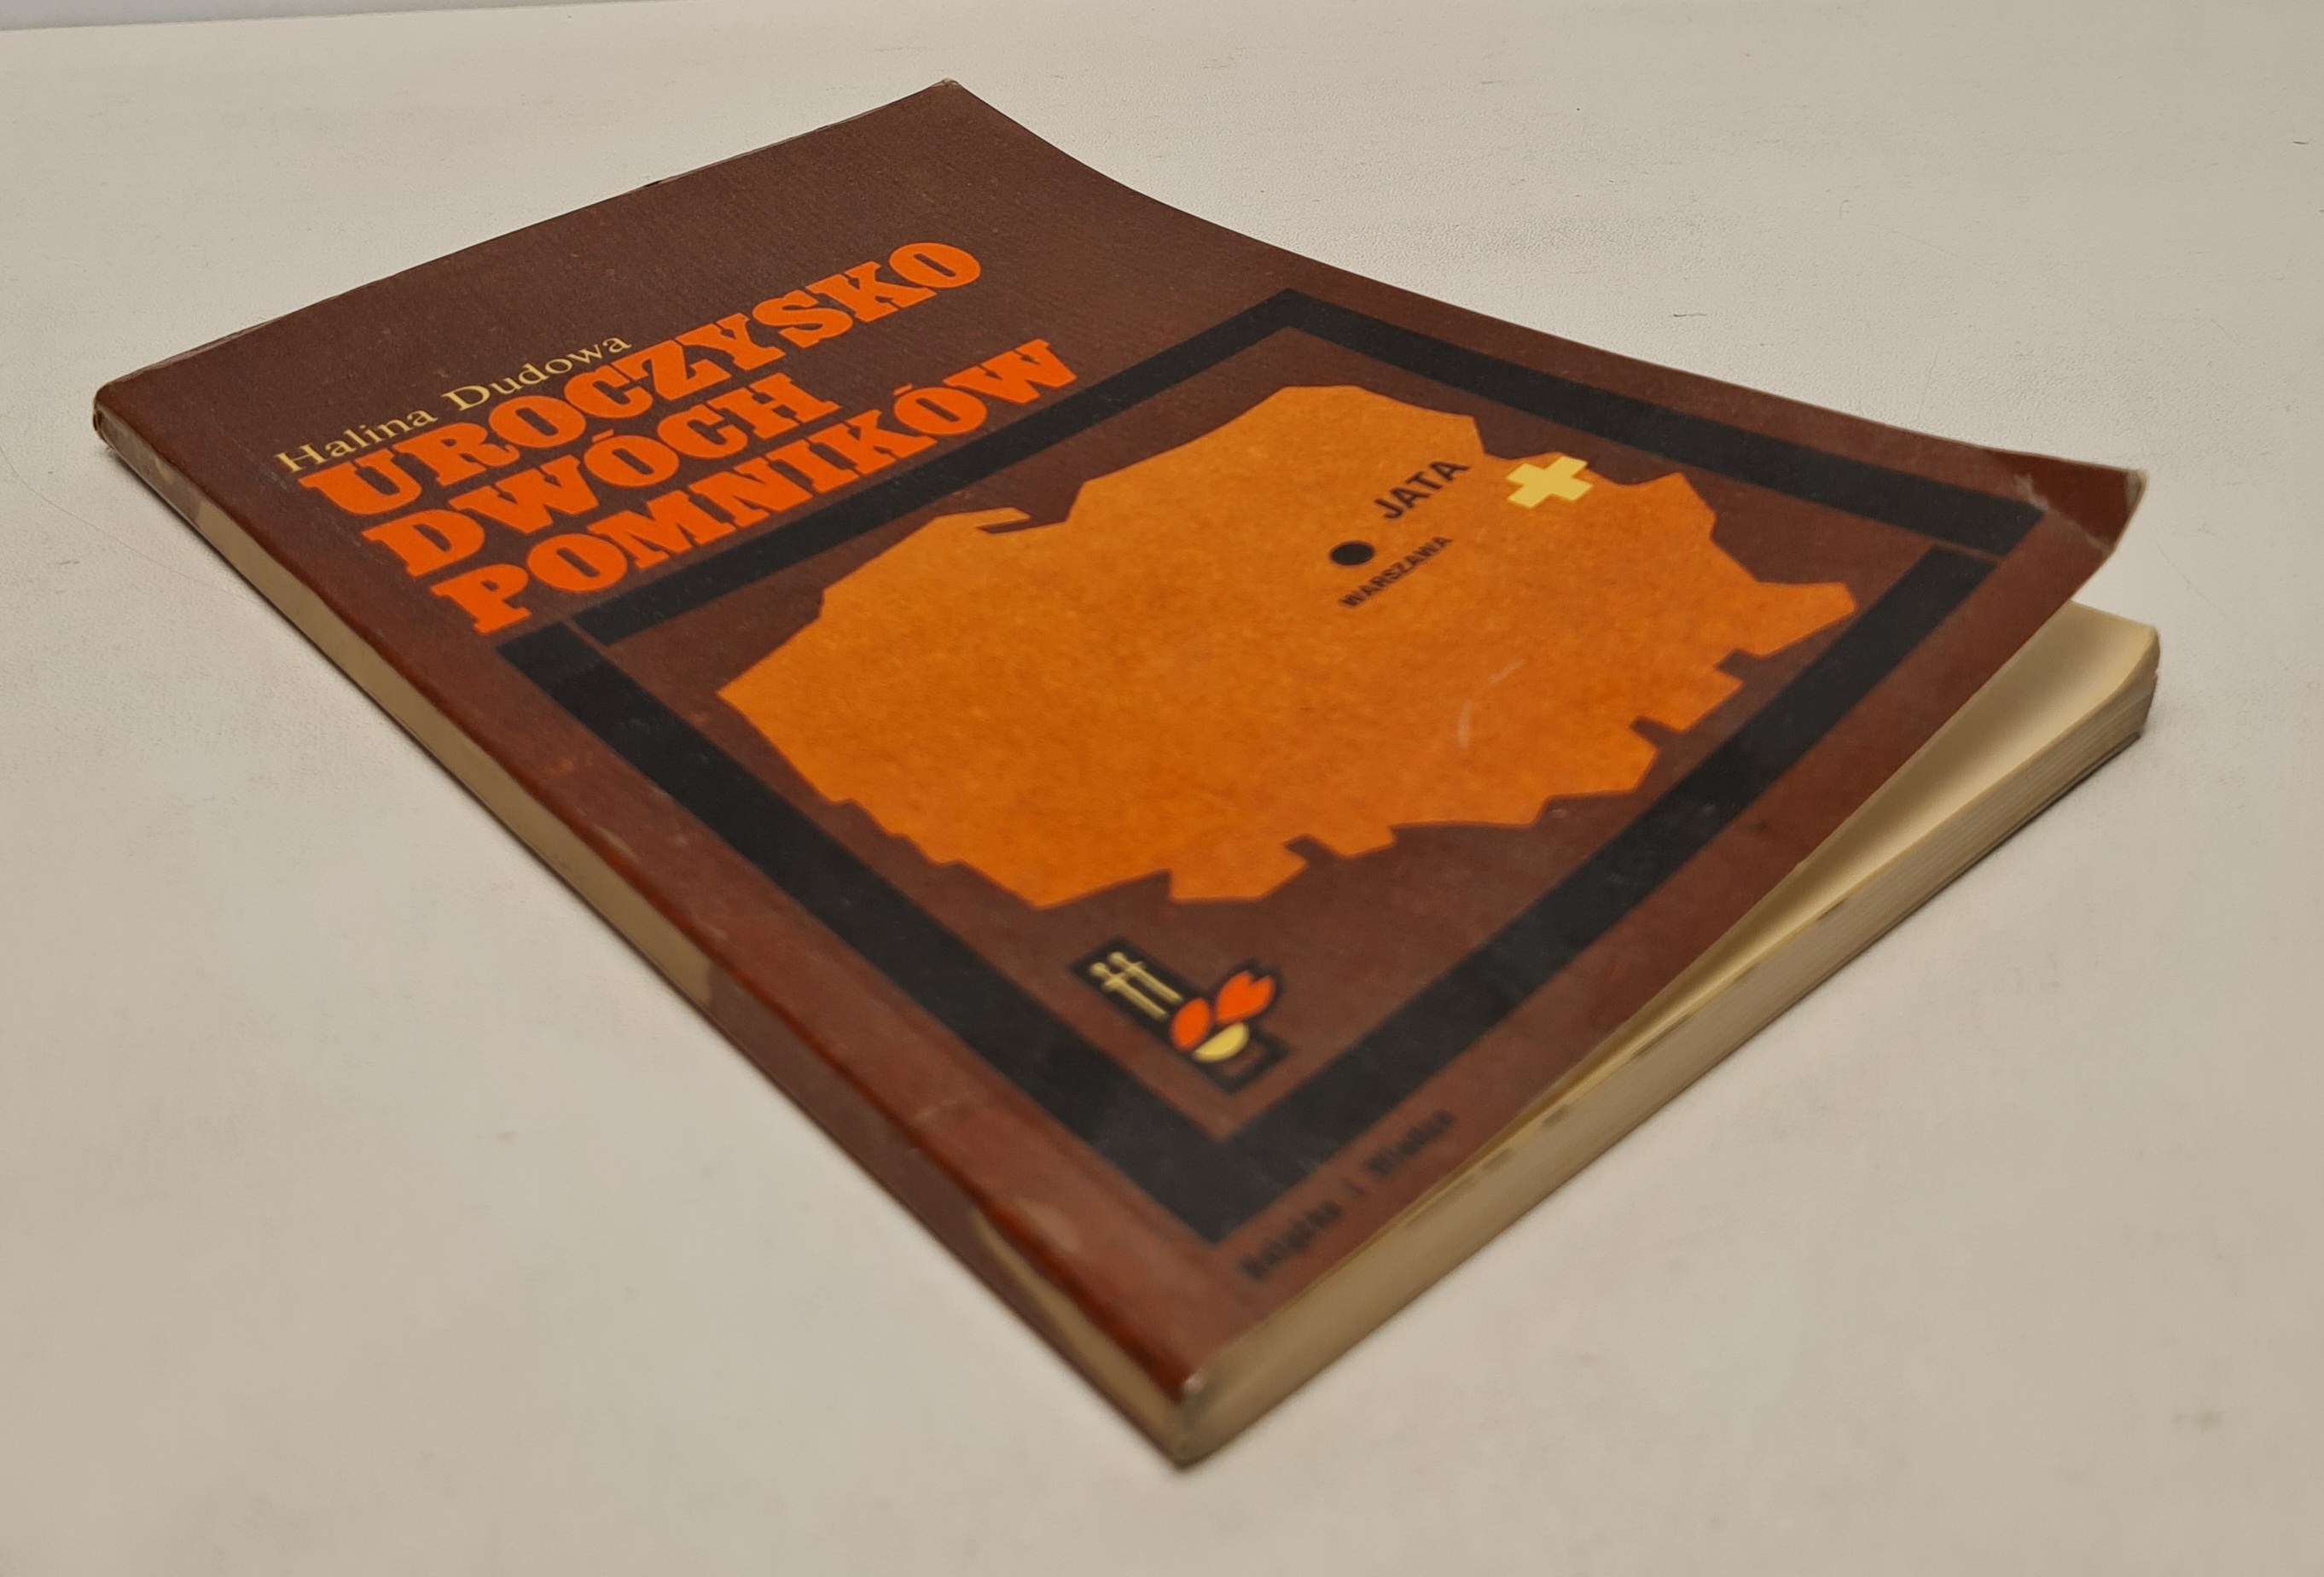 Halina Dudowa
UROCZYSKO
DWÓCH
POMNIKÓW
JATA
WARSZAWA
Książka i Wiedza